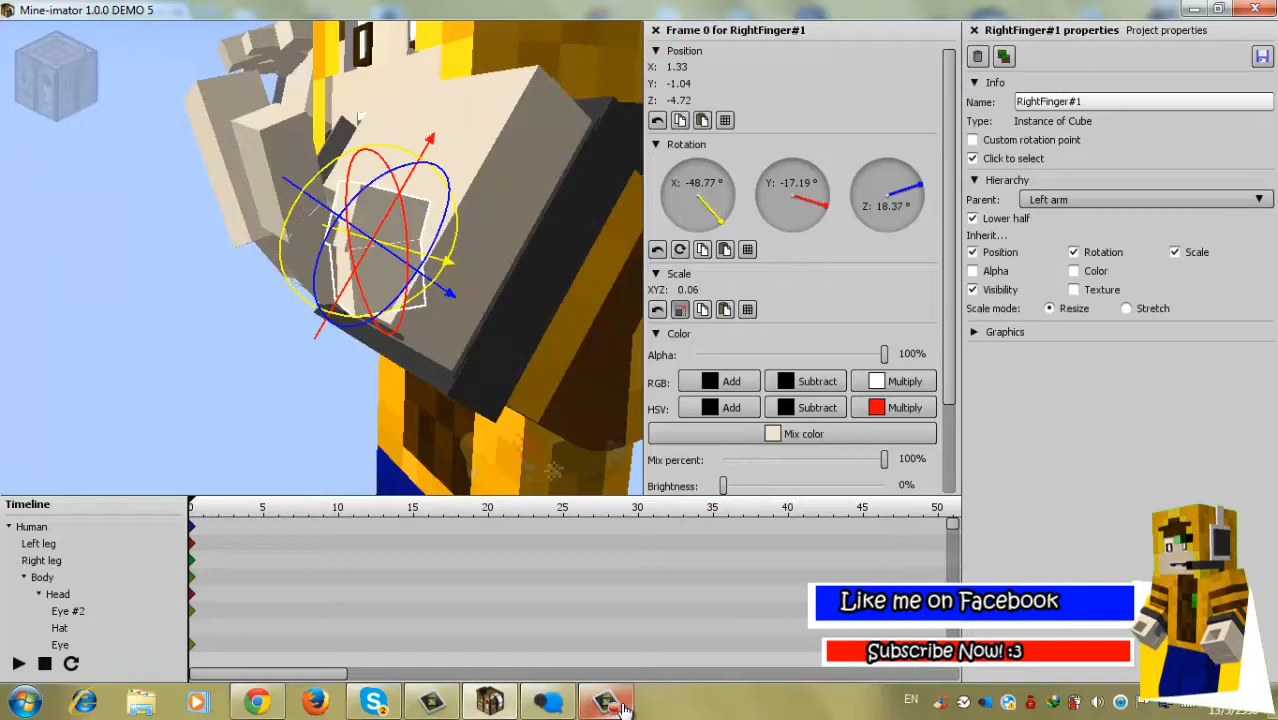 Mine-imator 1.0.0 DEMO 5
Frame 0 for RightFinger#1
Position
X: 1.33
Y: -1.04
Z: -4.72
Rotation
X: -48.77 °
Y: -17.19 °
Z: 18.37 °
Scale
XYZ: 0.06
Color
Alpha:
100%
RGB:
Add
Subtract
Multiply
HSV:
Add
Subtract
Multiply
Mix color
Mix percent:
100%
Brightness:
0%
RightFinger#1 properties
Project properties
Info
Name:
RightFinger#1
Type:
Instance of Cube
Custom rotation point
Click to select
Hierarchy
Parent:
Left arm
Lower half
Inherit...
Position
Rotation
Scale
Alpha
Color
Visibility
Texture
Scale mode:
Resize
Stretch
Graphics
Timeline
0 5 10 15 20 25 30 35 40 45 50
Human
Left leg
Right leg
Body
Head
Eye #2
Hat
Eye
Like me on Facebook
Subscribe Now! :3
2
EN